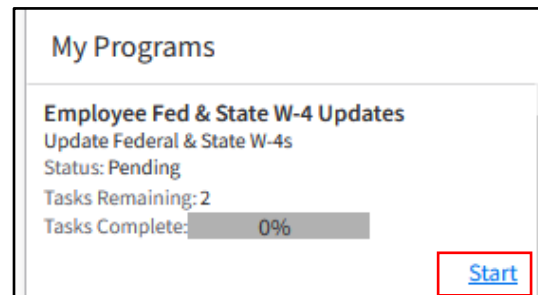 My Programs
Employee Fed & State W-4 Updates
Update Federal & State W-4s
Status: Pending
Tasks Remaining: 2
Tasks Complete: 0%
Start